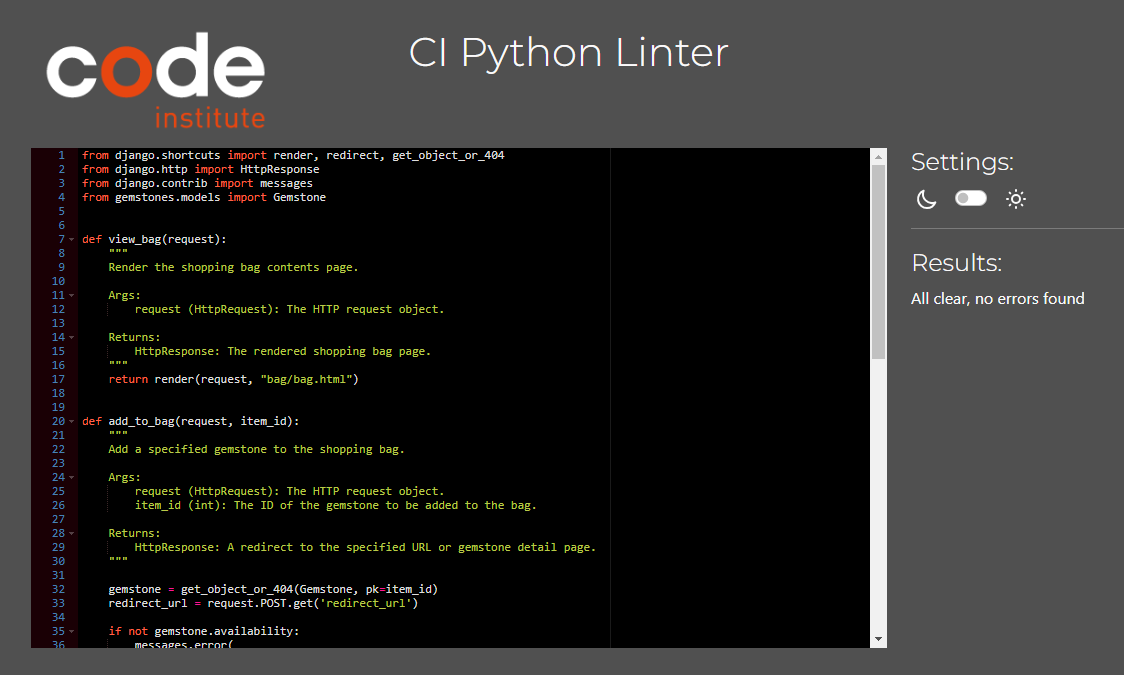 code
institute
CI Python Linter
1 from django.shortcuts import render, redirect, get_object_or_404
2 from django.http import HttpResponse
3 from django.contrib import messages
4 from gemstones.models import Gemstone
5
6
7 def view_bag(request):
8     """
9     Render the shopping bag contents page.
10
11     Args:
12         request (HttpRequest): The HTTP request object.
13
14     Returns:
15         HttpResponse: The rendered shopping bag page.
16     """
17     return render(request, "bag/bag.html")
18
19
20 def add_to_bag(request, item_id):
21     """
22     Add a specified gemstone to the shopping bag.
23
24     Args:
25         request (HttpRequest): The HTTP request object.
26         item_id (int): The ID of the gemstone to be added to the bag.
27
28     Returns:
29         HttpResponse: A redirect to the specified URL or gemstone detail page.
30     """
31
32     gemstone = get_object_or_404(Gemstone, pk=item_id)
33     redirect_url = request.POST.get('redirect_url')
34
35     if not gemstone.availability:
36         messages.error(
Settings:
Results:
All clear, no errors found